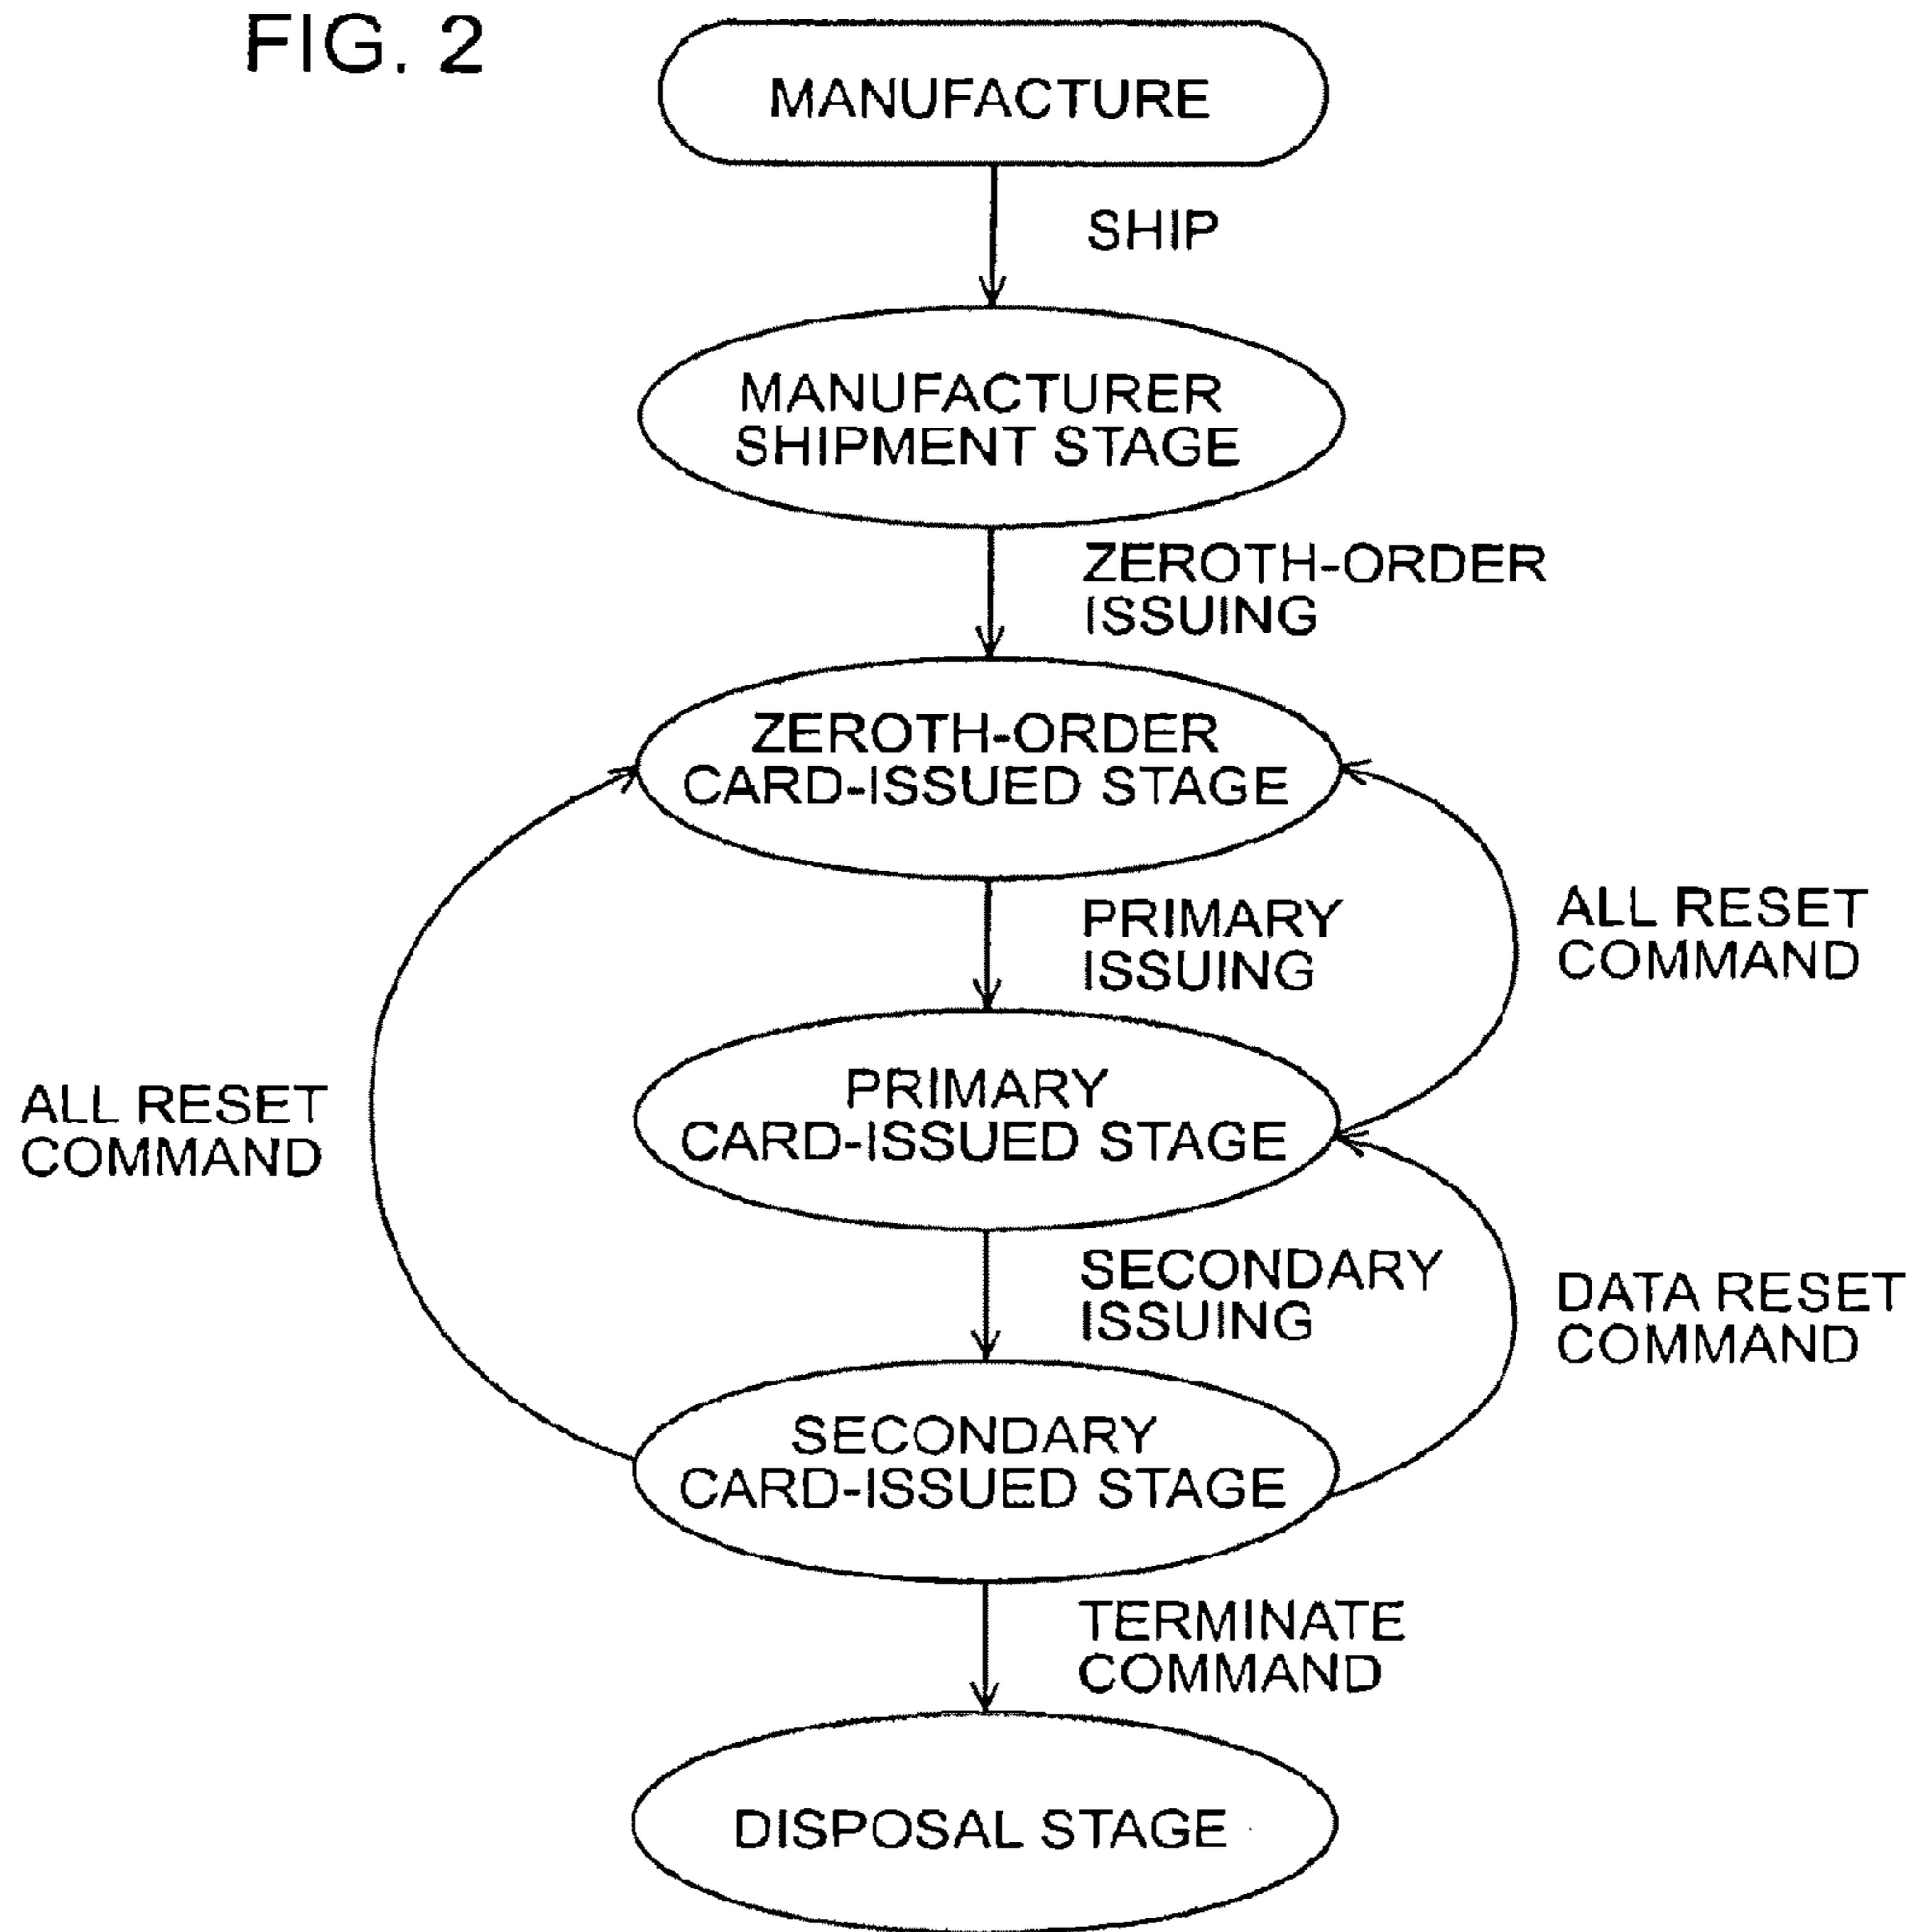 FIG. 2
MANUFACTURE
SHIP
MANUFACTURER
SHIPMENT STAGE
ZEROTH-ORDER
ISSUING
ZEROTH-ORDER
CARD-ISSUED STAGE
PRIMARY
ISSUING
ALL RESET
COMMAND
PRIMARY
CARD-ISSUED STAGE
ALL RESET
COMMAND
SECONDARY
ISSUING
DATA RESET
COMMAND
SECONDARY
CARD-ISSUED STAGE
TERMINATE
COMMAND
DISPOSAL STAGE